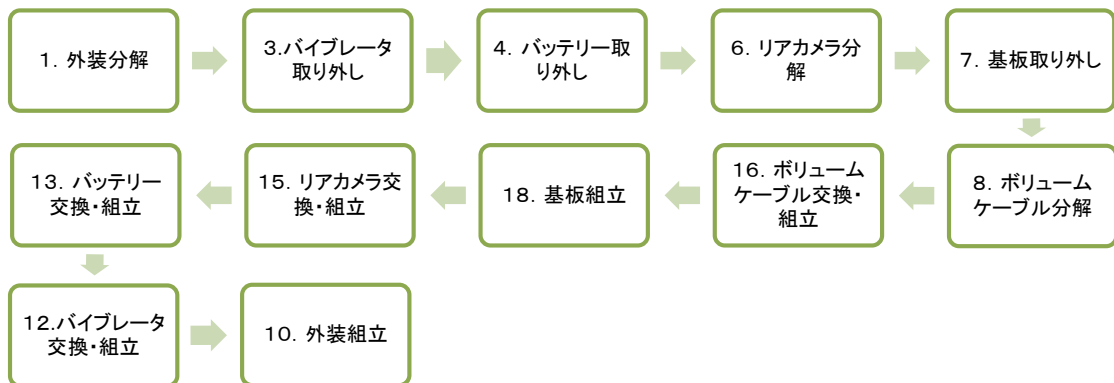 1．外装分解
3.バイブレータ
取り外し
4．バッテリー取
り外し
6．リアカメラ分
解
7．基板取り外し
8．ボリューム
ケーブル分解
16．ボリューム
ケーブル交換・
組立
18．基板組立
15．リアカメラ交
換・組立
13．バッテリー
交換・組立
12.バイブレータ
交換・組立
10．外装組立